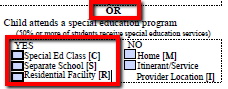 OR
Child attends a special education program
(50% or more of students receive special education services)
YES NO
Special Ed Class [C] Home [M]
Separate School [S] Itinerant/Service
Residential Facility [R] Provider Location [I]